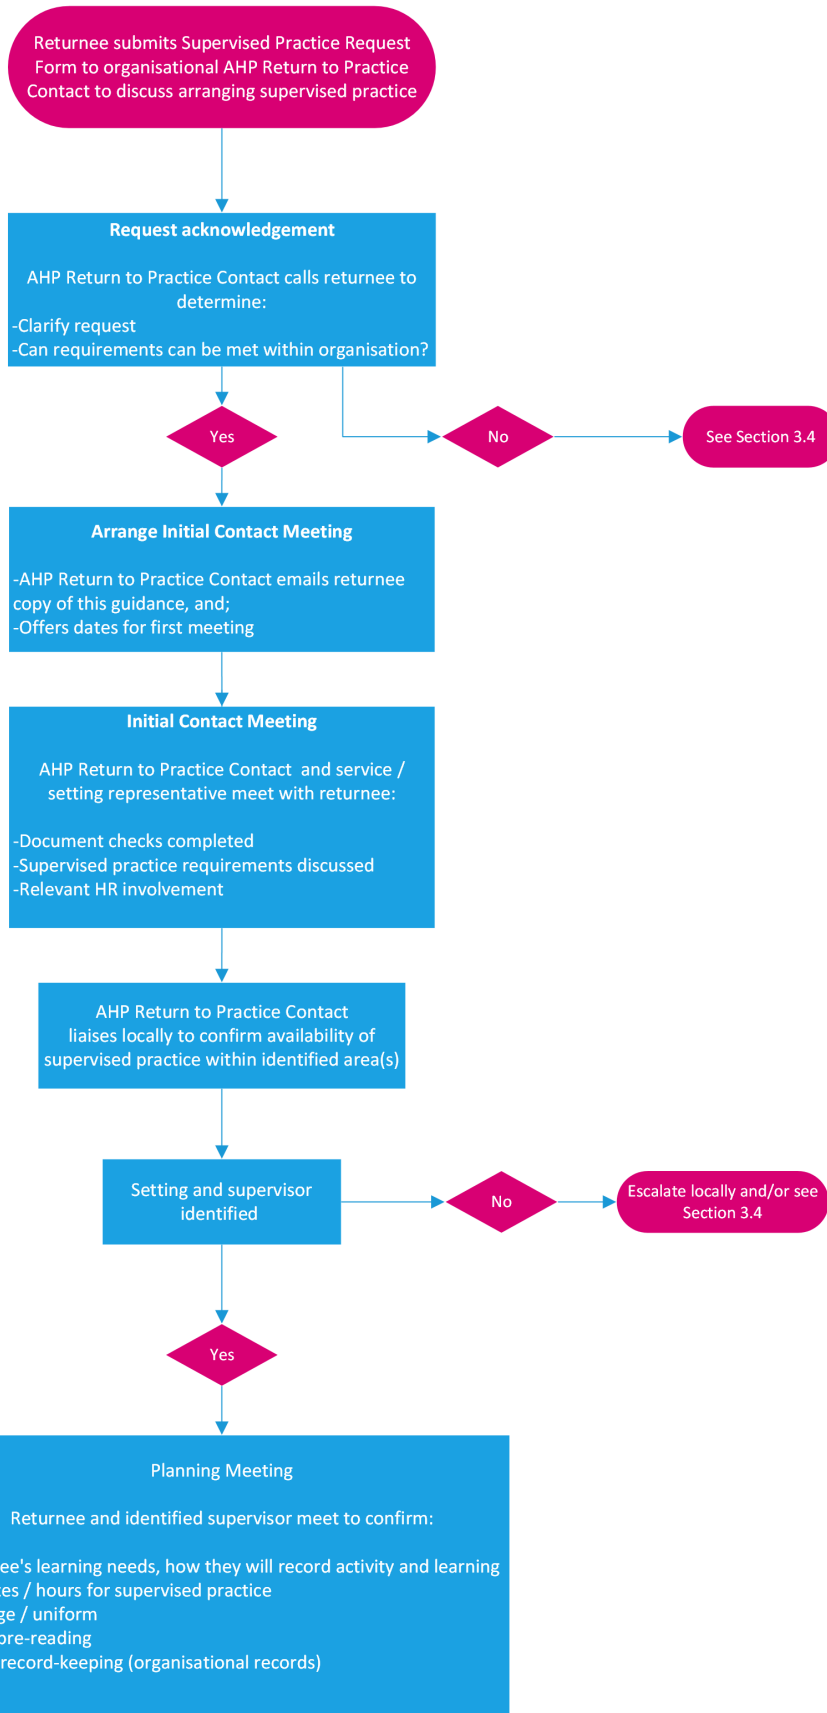 Returnee submits Supervised Practice Request
Form to organisational AHP Return to Practice
Contact to discuss arranging supervised practice
Request acknowledgement
AHP Return to Practice Contact calls returnee to
determine:
-Clarify request
-Can requirements can be met within organisation?
Yes
No
See Section 3.4
Arrange Initial Contact Meeting
-AHP Return to Practice Contact emails returnee
copy of this guidance, and;
-Offers dates for first meeting
Initial Contact Meeting
AHP Return to Practice Contact and service /
setting representative meet with returnee:
-Document checks completed
-Supervised practice requirements discussed
-Relevant HR involvement
AHP Return to Practice Contact
liaises locally to confirm availability of
supervised practice within identified area(s)
Setting and supervisor
identified
No
Escalate locally and/or see
Section 3.4
Yes
Planning Meeting
Returnee and identified supervisor meet to confirm:
learning needs, how they will record activity and learning
/ hours for supervised practice
/ uniform
pre-reading
record-keeping (organisational records)